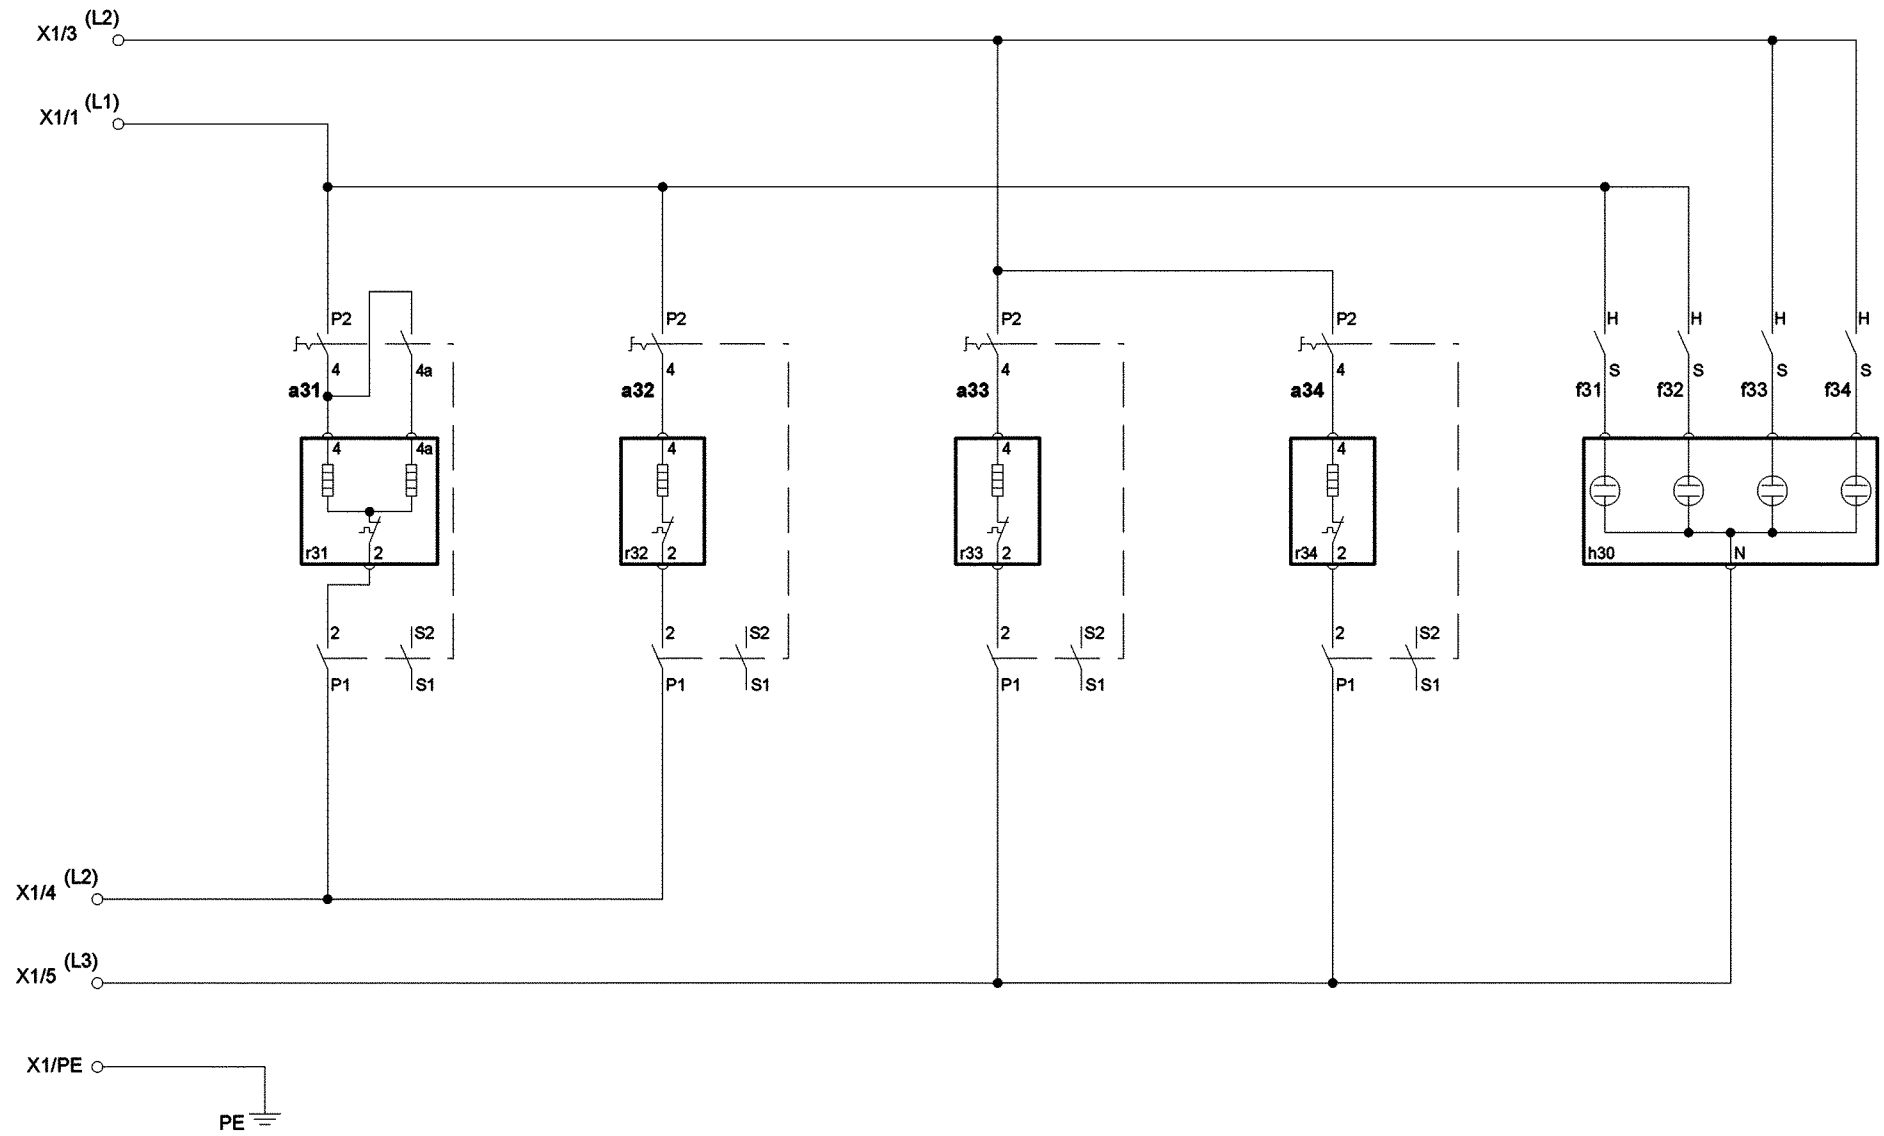 X1/3 (L2)
X1/1 (L1)
P2 P2 P2 P2 H H H H
4 4a 4 4 4 S S S S
a31 a32 a33 a34 f31 f32 f33 f34
4 4a 4 4 4
r31 2 r32 2 r33 2 r34 2 h30 N
2 S2 2 S2 2 S2 2 S2
P1 S1 P1 S1 P1 S1 P1 S1
X1/4 (L2)
X1/5 (L3)
X1/PE
PE